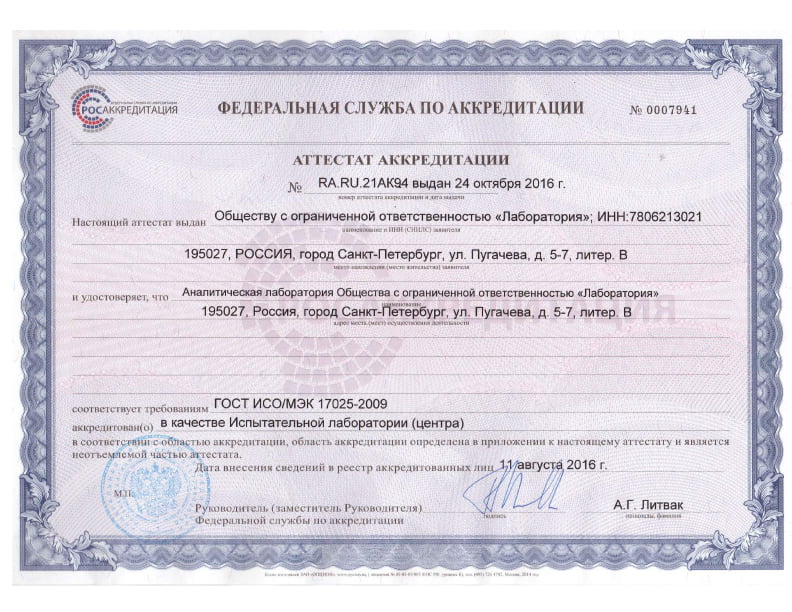 ФЕДЕРАЛЬНАЯ СЛУЖБА ПО АККРЕДИТАЦИИ
РОСАККРЕДИТАЦИЯ
ФЕДЕРАЛЬНАЯ СЛУЖБА ПО АККРЕДИТАЦИИ
№ 0007941
АТТЕСТАТ АККРЕДИТАЦИИ
№ RA.RU.21АК94 выдан 24 октября 2016 г.
номер аттестата аккредитации и дата выдачи
Настоящий аттестат выдан Обществу с ограниченной ответственностью «Лаборатория»; ИНН:7806213021
наименование и ИНН (СНИЛС) заявителя
195027, РОССИЯ, город Санкт-Петербург, ул. Пугачева, д. 5-7, литер. В
место нахождения (место жительства) заявителя
и удостоверяет, что Аналитическая лаборатория Общества с ограниченной ответственностью «Лаборатория»
наименование
195027, Россия, город Санкт-Петербург, ул. Пугачева, д. 5-7, литер. В
адрес места (мест) осуществления деятельности
соответствует требованиям ГОСТ ИСО/МЭК 17025-2009
аккредитован(о) в качестве Испытательной лаборатории (центра)
в соответствии с областью аккредитации, область аккредитации определена в приложении к настоящему аттестату и является
неотъемлемой частью аттестата.
Дата внесения сведений в реестр аккредитованных лиц 11 августа 2016 г.
М.П.
Руководитель (заместитель Руководителя)
Федеральной службы по аккредитации
подпись
А.Г. Литвак
инициалы, фамилия